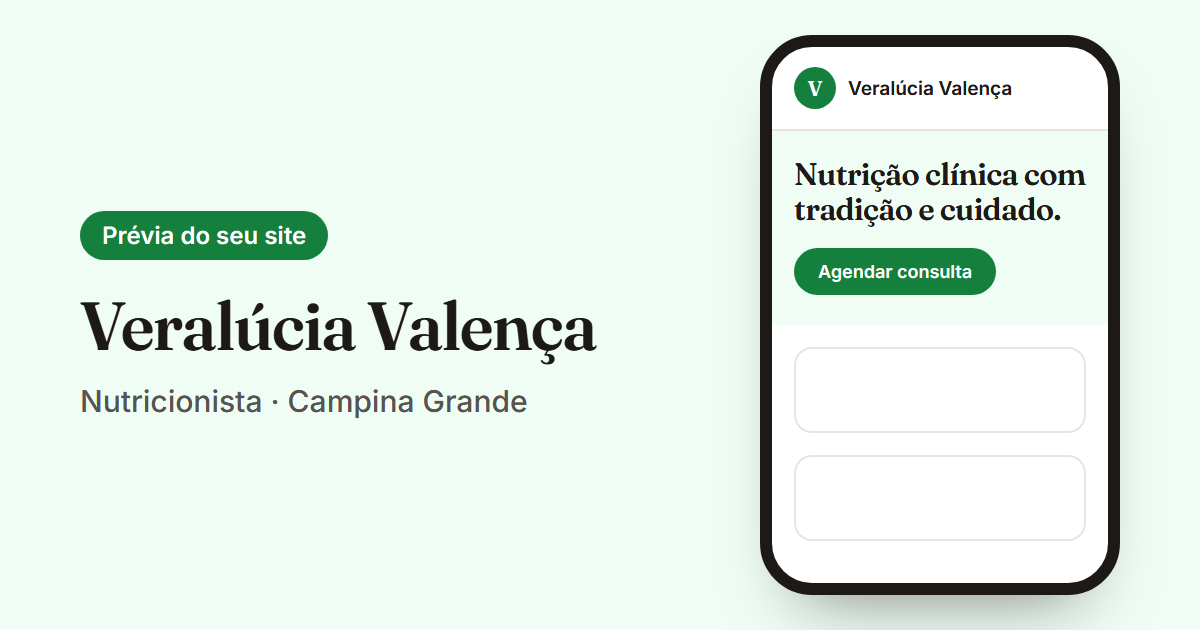 Prévia do seu site
Veralúcia Valença
Nutricionista · Campina Grande
V
Veralúcia Valença
Nutrição clínica com
tradição e cuidado.
Agendar consulta